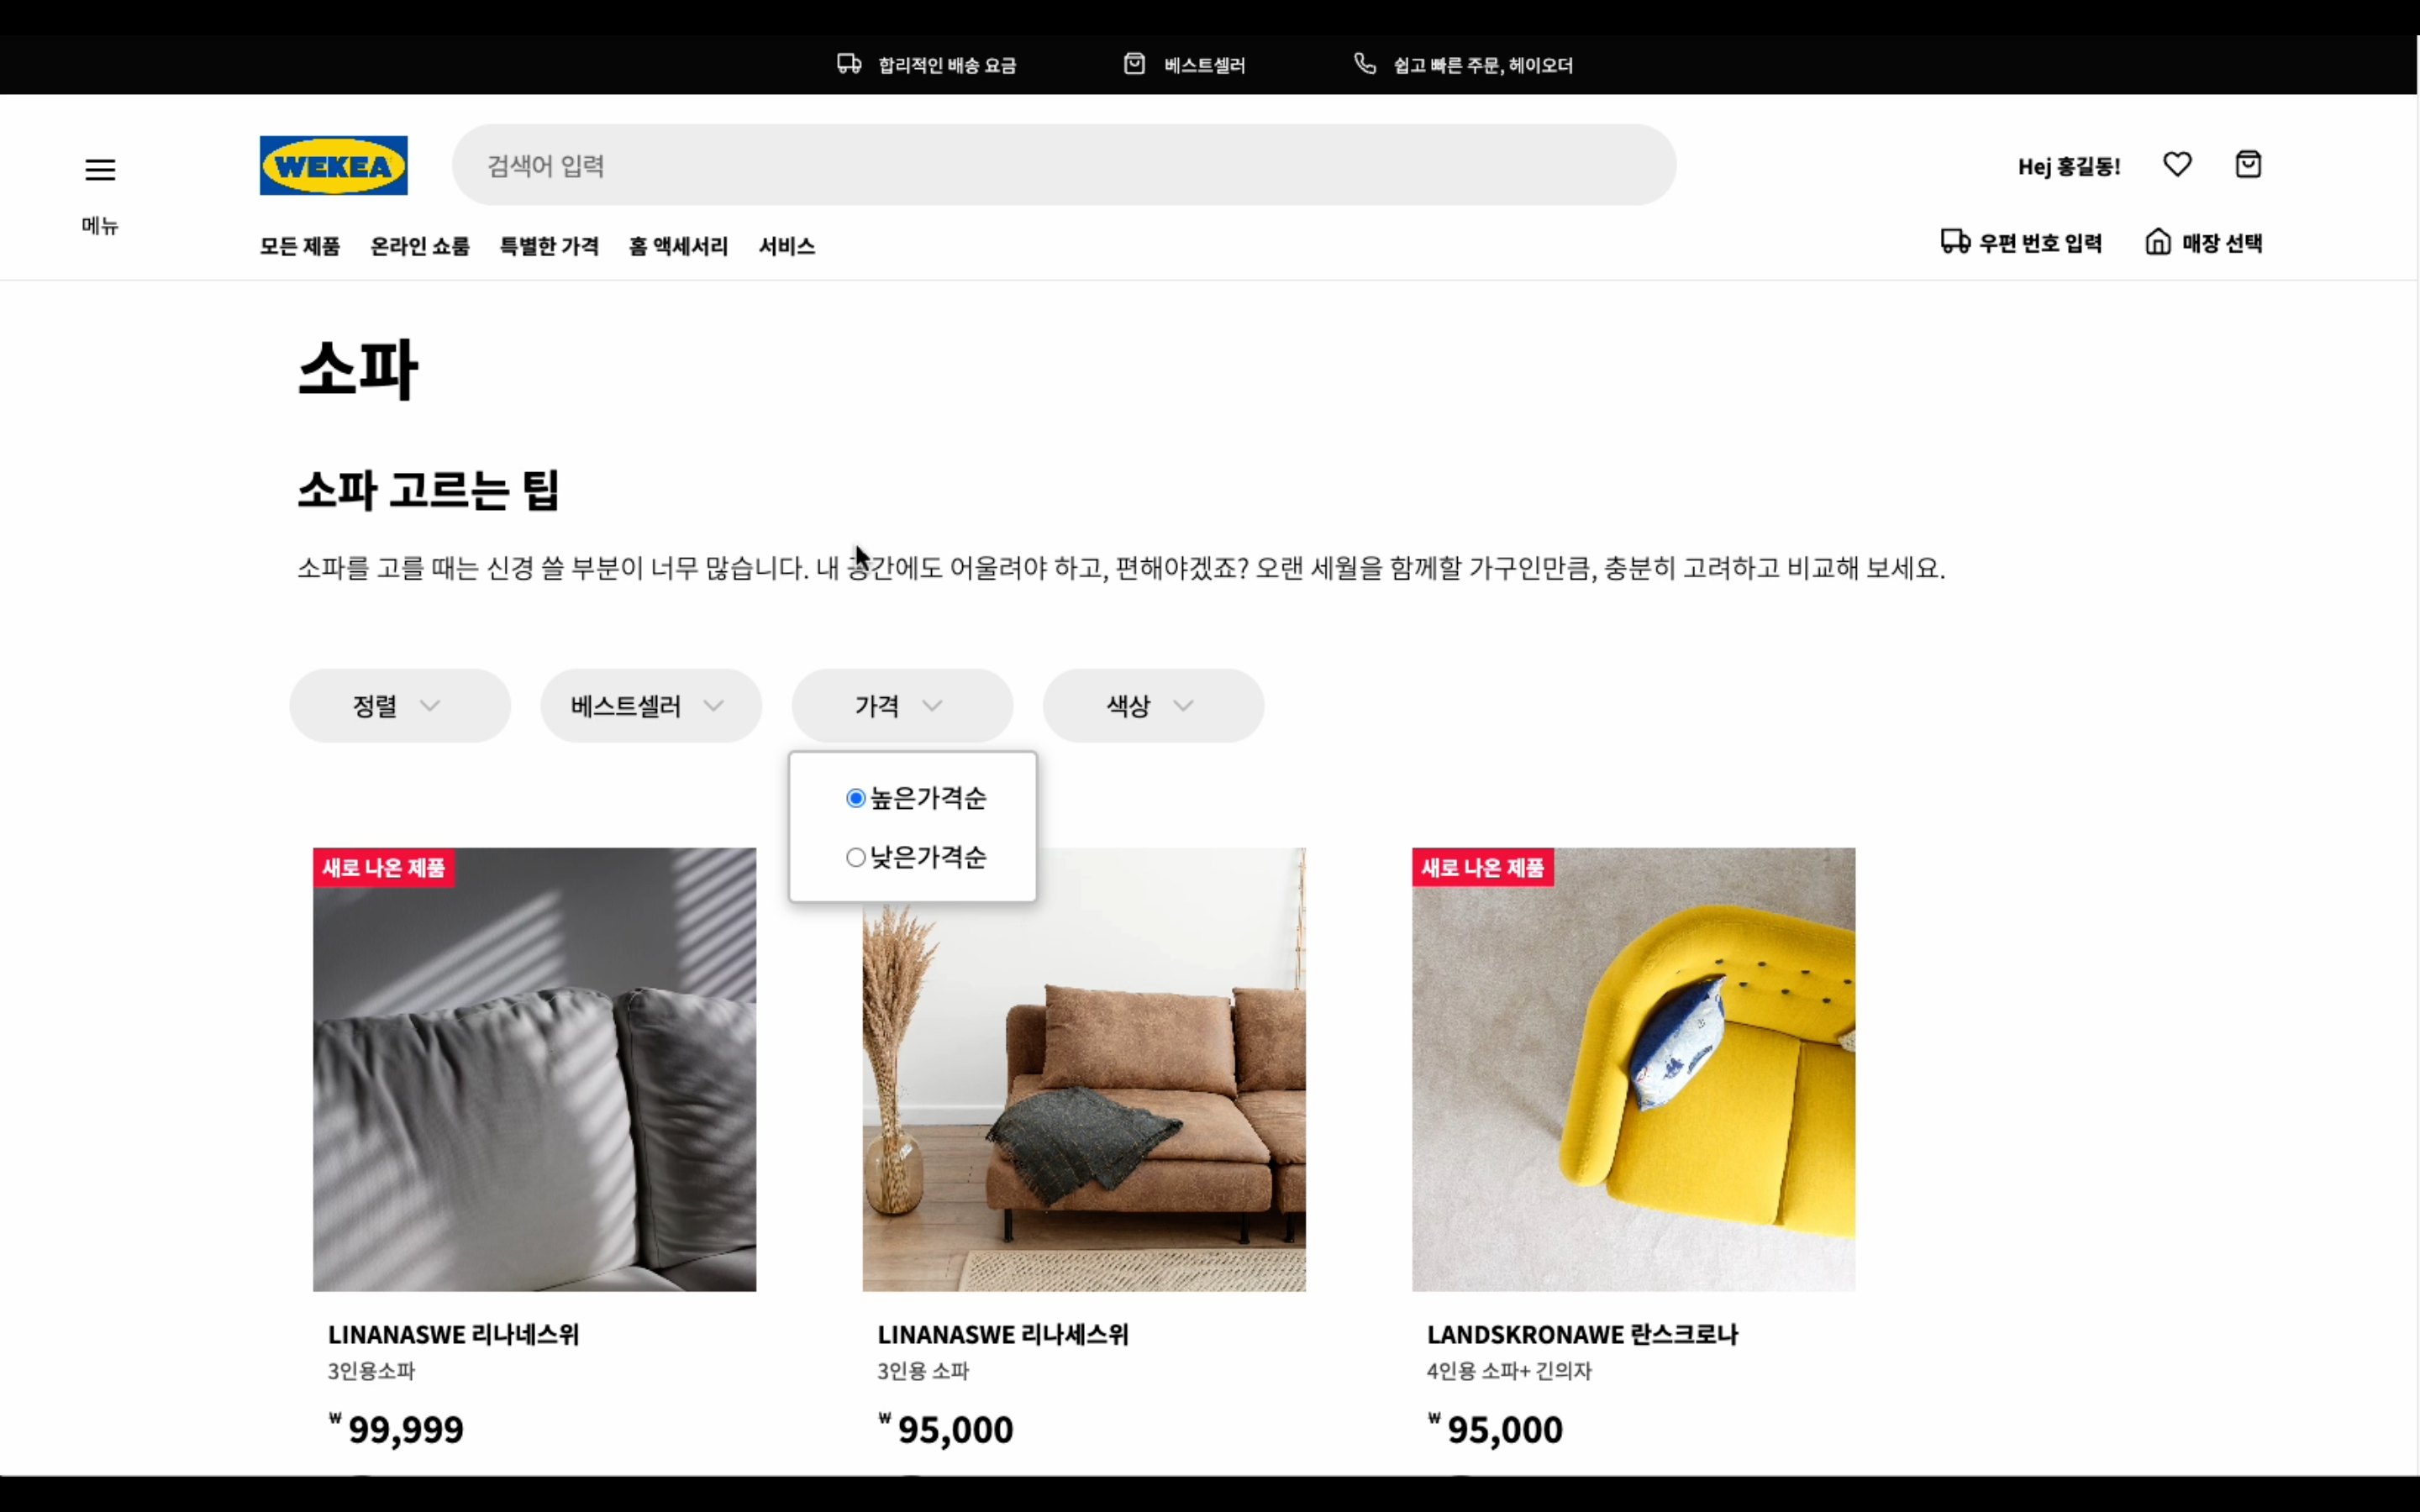 합리적인 배송 요금
베스트셀러
쉽고 빠른 주문, 헤이오더
메뉴
WEKEA
검색어 입력
Hej 홍길동!
모든 제품
온라인 쇼룸
특별한 가격
홈 액세서리
서비스
우편 번호 입력
매장 선택
소파
소파 고르는 팁
소파를 고를 때는 신경 쓸 부분이 너무 많습니다. 내 공간에도 어울려야 하고, 편해야겠죠? 오랜 세월을 함께할 가구인만큼, 충분히 고려하고 비교해 보세요.
정렬
베스트셀러
가격
색상
높은가격순
낮은가격순
새로 나온 제품
새로 나온 제품
LINANASWE 리나네스위
3인용소파
₩ 99,999
LINANASWE 리나세스위
3인용 소파
₩ 95,000
LANDSKRONAWE 란스크로나
4인용 소파+ 긴의자
₩ 95,000